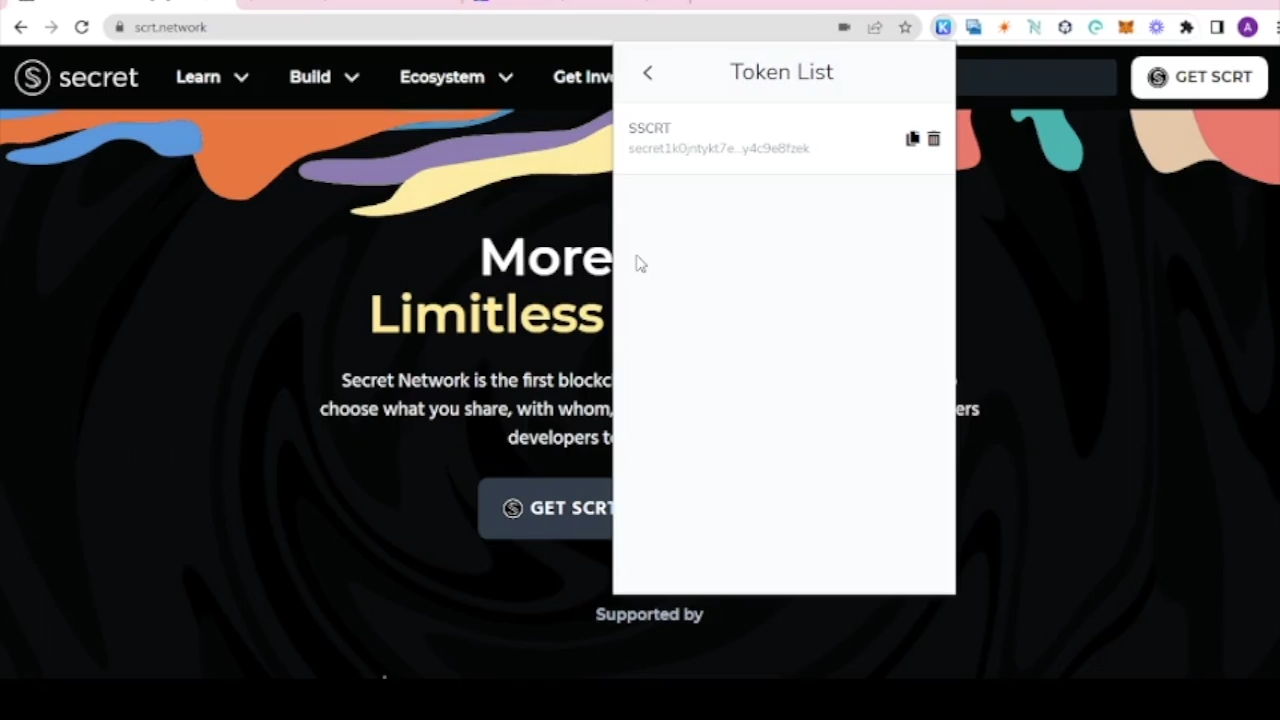 scrt.network
A
secret
Learn
Build
Ecosystem
Get Inv
GET SCRT
Token List
SSCRT
secret1k0jntykt7e...y4c9e8fzek
More
Limitless
Secret Network is the first blockc
choose what you share, with whom, ers
developers t
GET SCRT
Supported by